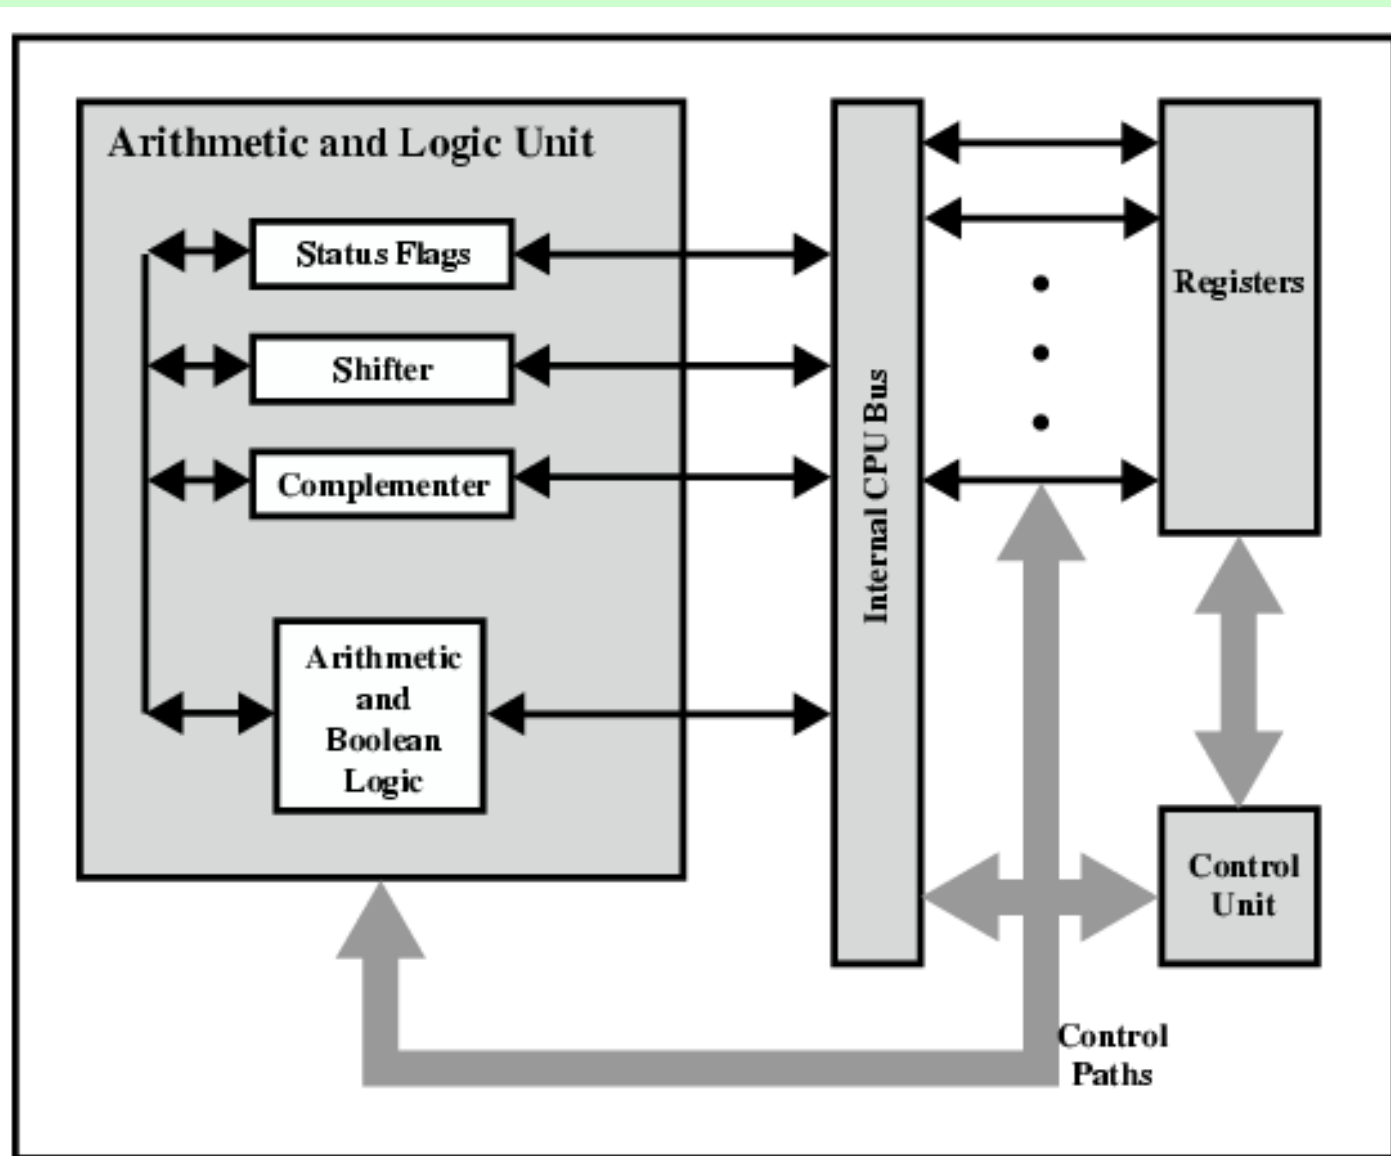 Arithmetic and Logic Unit
Status Flags
Shifter
Complementer
Arithmetic
and
Boolean
Logic
Internal CPU Bus
Registers
Control
Unit
Control
Paths